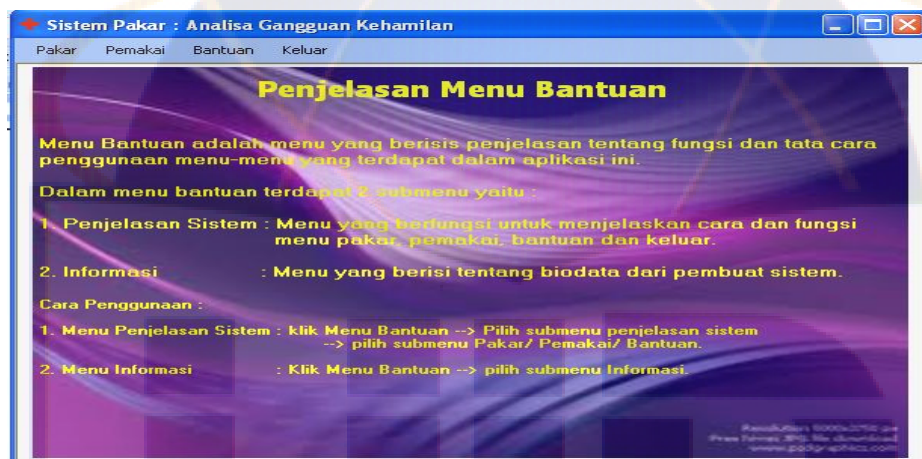 Sistem Pakar : Analisa Gangguan Kehamilan
Pakar Pemakai Bantuan Keluar
Penjelasan Menu Bantuan
Menu Bantuan adalah menu yang berisis penjelasan tentang fungsi dan tata cara
penggunaan menu-menu yang terdapat dalam aplikasi ini.
Dalam menu bantuan terdapat 2 submenu yaitu :
1. Penjelasan Sistem : Menu yang berfungsi untuk menjelaskan cara dan fungsi
menu pakar, pemakai, bantuan dan keluar.
2. Informasi : Menu yang berisi tentang biodata dari pembuat sistem.
Cara Penggunaan :
1. Menu Penjelasan Sistem : klik Menu Bantuan --> Pilih submenu penjelasan sistem
--> pilih submenu Pakar/ Pemakai/ Bantuan.
2. Menu Informasi : Klik Menu Bantuan --> pilih submenu Informasi.